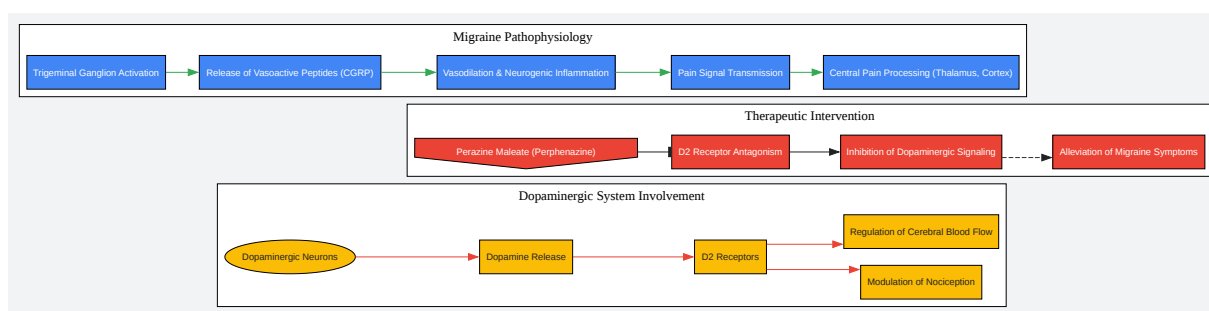 Migraine Pathophysiology
Trigeminal Ganglion Activation
Release of Vasoactive Peptides (CGRP)
Vasodilation & Neurogenic Inflammation
Pain Signal Transmission
Central Pain Processing (Thalamus, Cortex)
Therapeutic Intervention
Perazine Maleate (Perphenazine)
D2 Receptor Antagonism
Inhibition of Dopaminergic Signaling
Alleviation of Migraine Symptoms
Dopaminergic System Involvement
Dopaminergic Neurons
Dopamine Release
D2 Receptors
Regulation of Cerebral Blood Flow
Modulation of Nociception